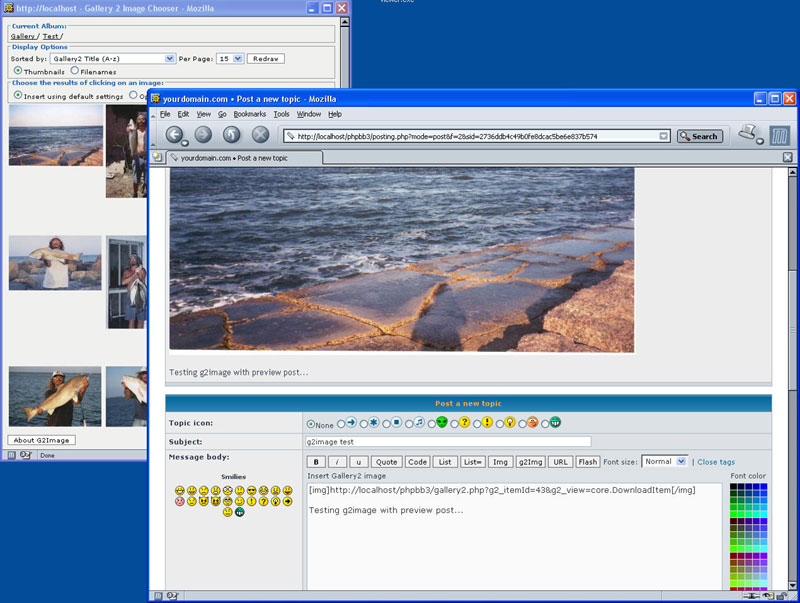 viewer.exe
http://localhost - Gallery 2 Image Chooser - Mozilla
Current Album:
Gallery / Test /
Display Options
Sorted by: Gallery2 Title (A-z) Per Page: 15 Redraw
Thumbnails Filenames
Choose the results of clicking on an image:
Insert using default settings
About G2Image
Done
yourdomain.com • Post a new topic - Mozilla
File Edit View Go Bookmarks Tools Window Help
http://localhost/phpbb3/posting.php?mode=post&f=2&sid=2736ddb4c49b0fe8dcac5be6e837b574 Search
yourdomain.com • Post a new topic
Testing g2image with preview post...
Post a new topic
Topic icon: None
Subject: g2image test
Message body: B i u Quote Code List List= Img g2Img URL Flash Font size: Normal | Close tags
Insert Gallery2 image Font color
Smilies
[img]http://localhost/phpbb3/gallery2.php?g2_itemId=43&g2_view=core.DownloadItem[/img]
Testing g2image with preview post...